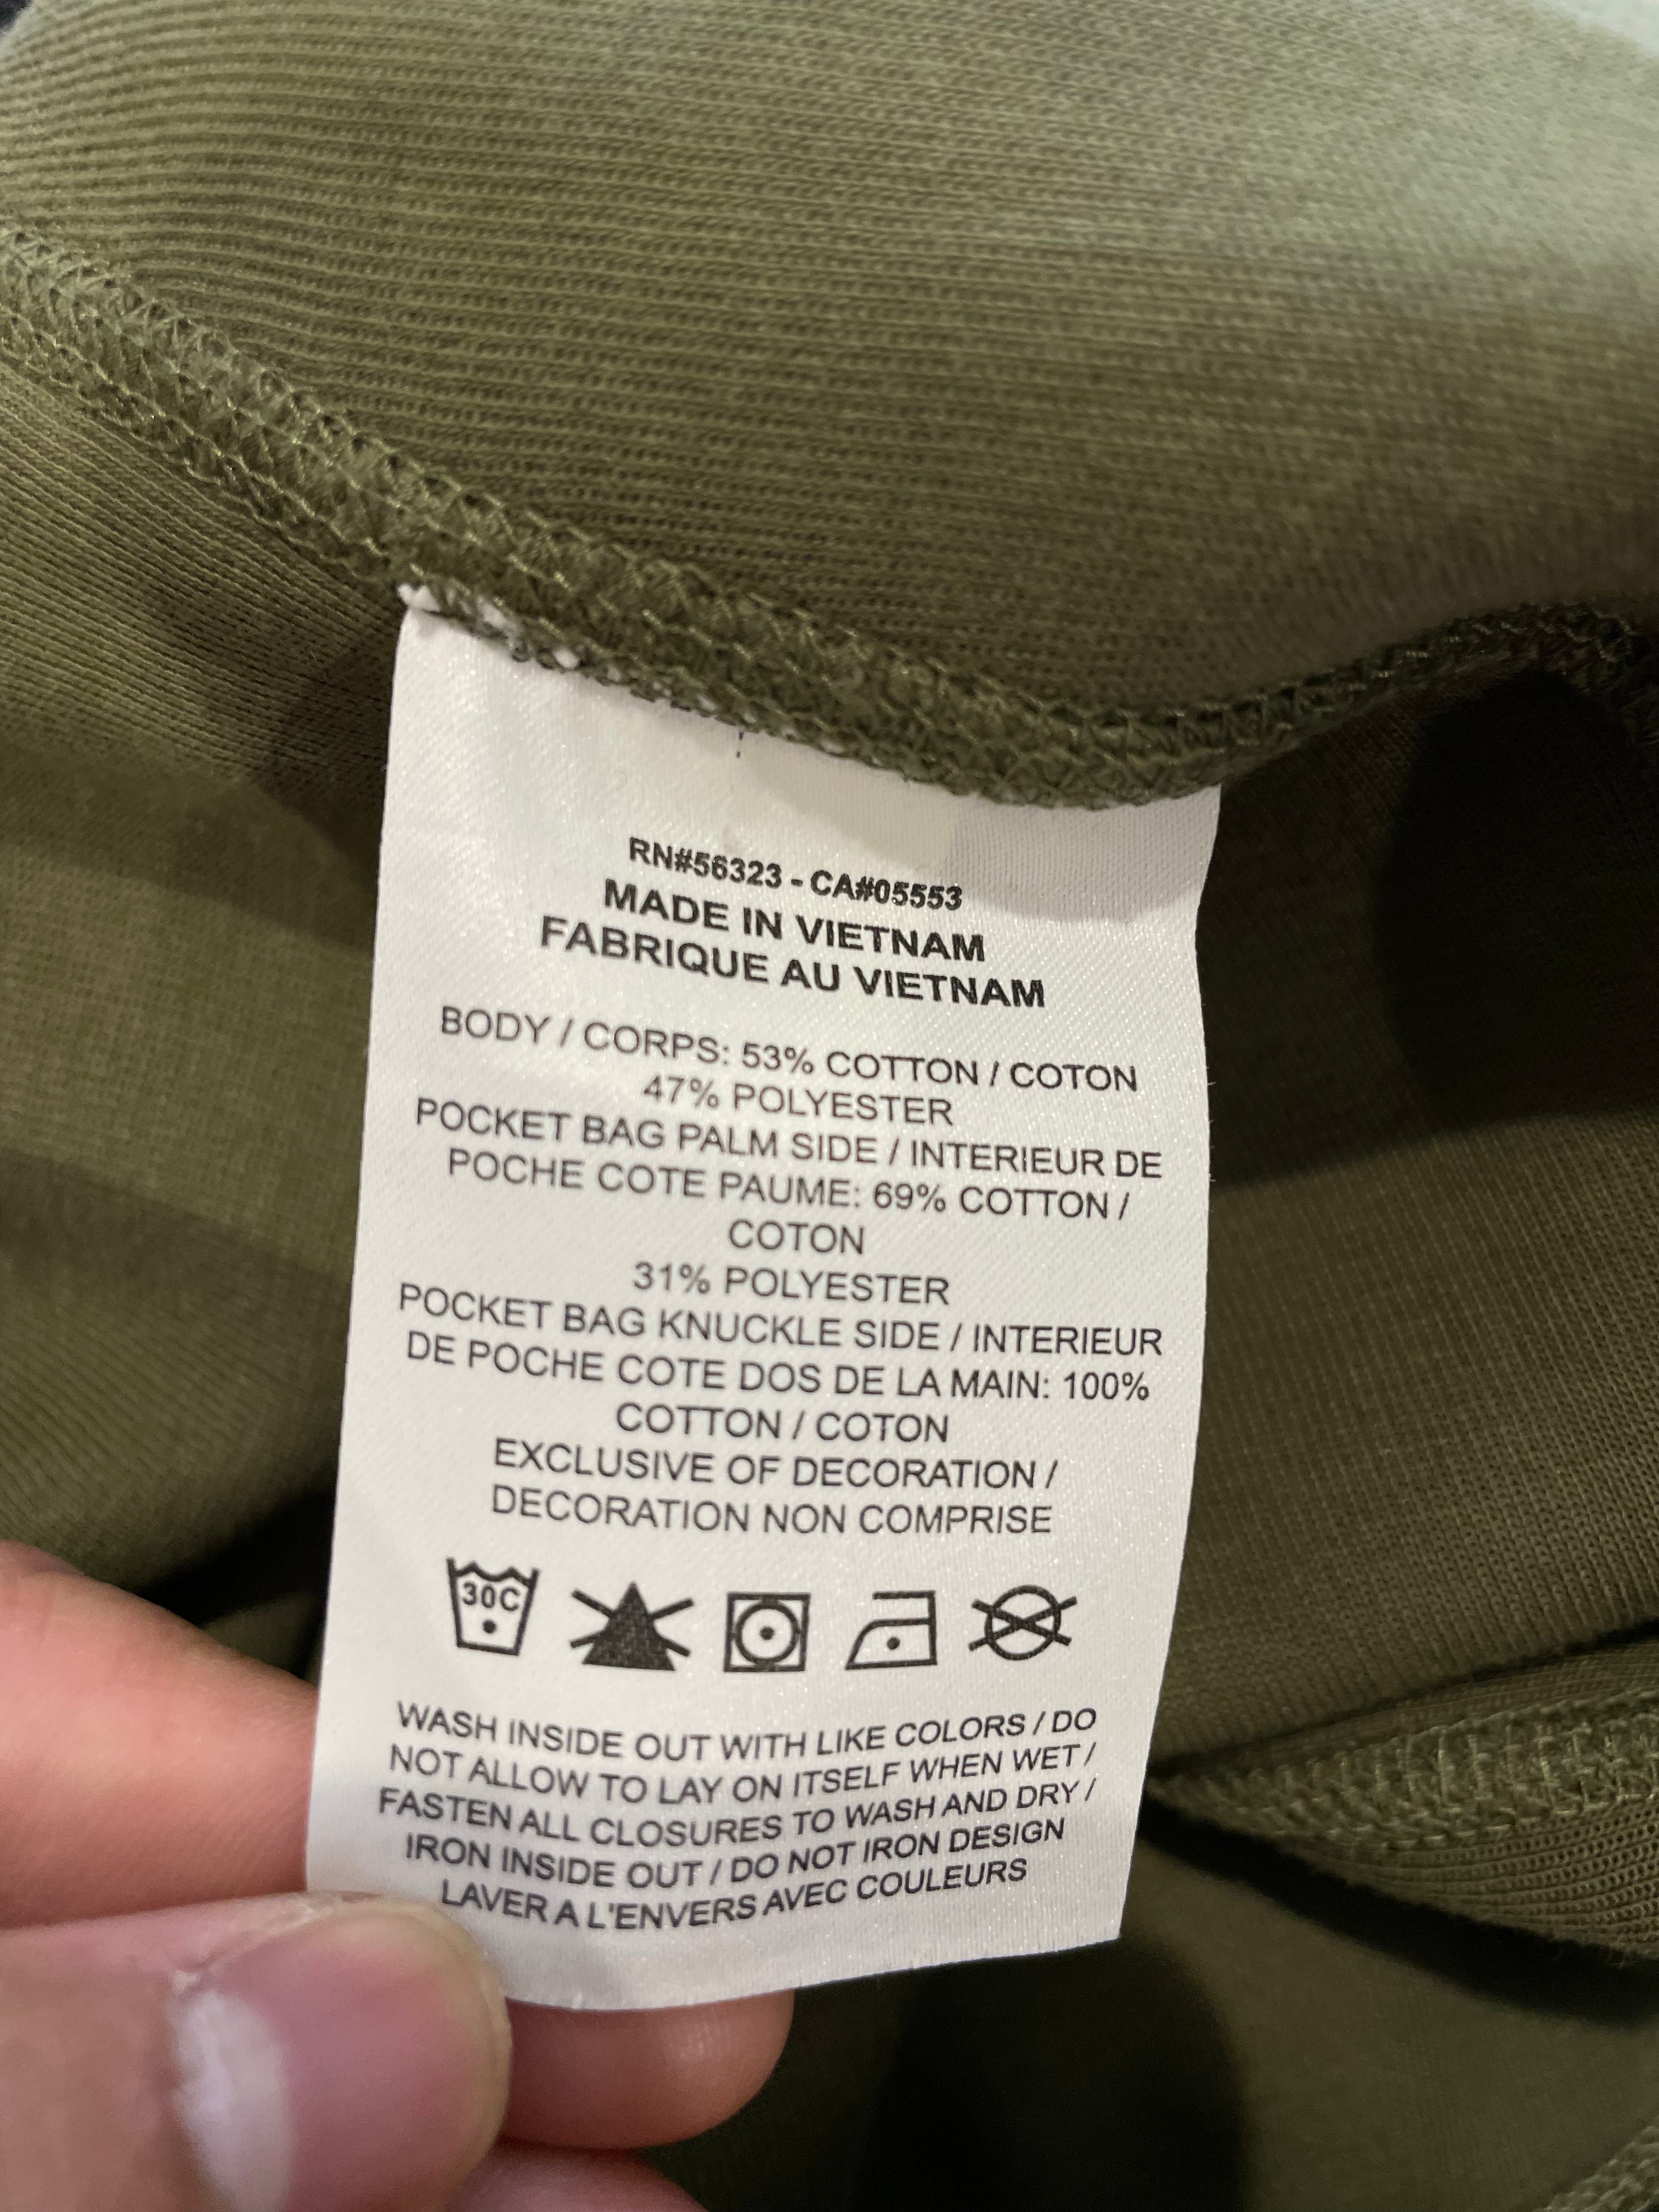 RN#56323 - CA#05553
MADE IN VIETNAM
FABRIQUE AU VIETNAM
BODY / CORPS: 53% COTTON / COTON
47% POLYESTER
POCKET BAG PALM SIDE / INTERIEUR DE
POCHE COTE PAUME: 69% COTTON /
COTON
31% POLYESTER
POCKET BAG KNUCKLE SIDE / INTERIEUR
DE POCHE COTE DOS DE LA MAIN: 100%
COTTON / COTON
EXCLUSIVE OF DECORATION /
DECORATION NON COMPRISE
30C
WASH INSIDE OUT WITH LIKE COLORS / DO
NOT ALLOW TO LAY ON ITSELF WHEN WET /
FASTEN ALL CLOSURES TO WASH AND DRY /
IRON INSIDE OUT / DO NOT IRON DESIGN
LAVER A L'ENVERS AVEC COULEURS